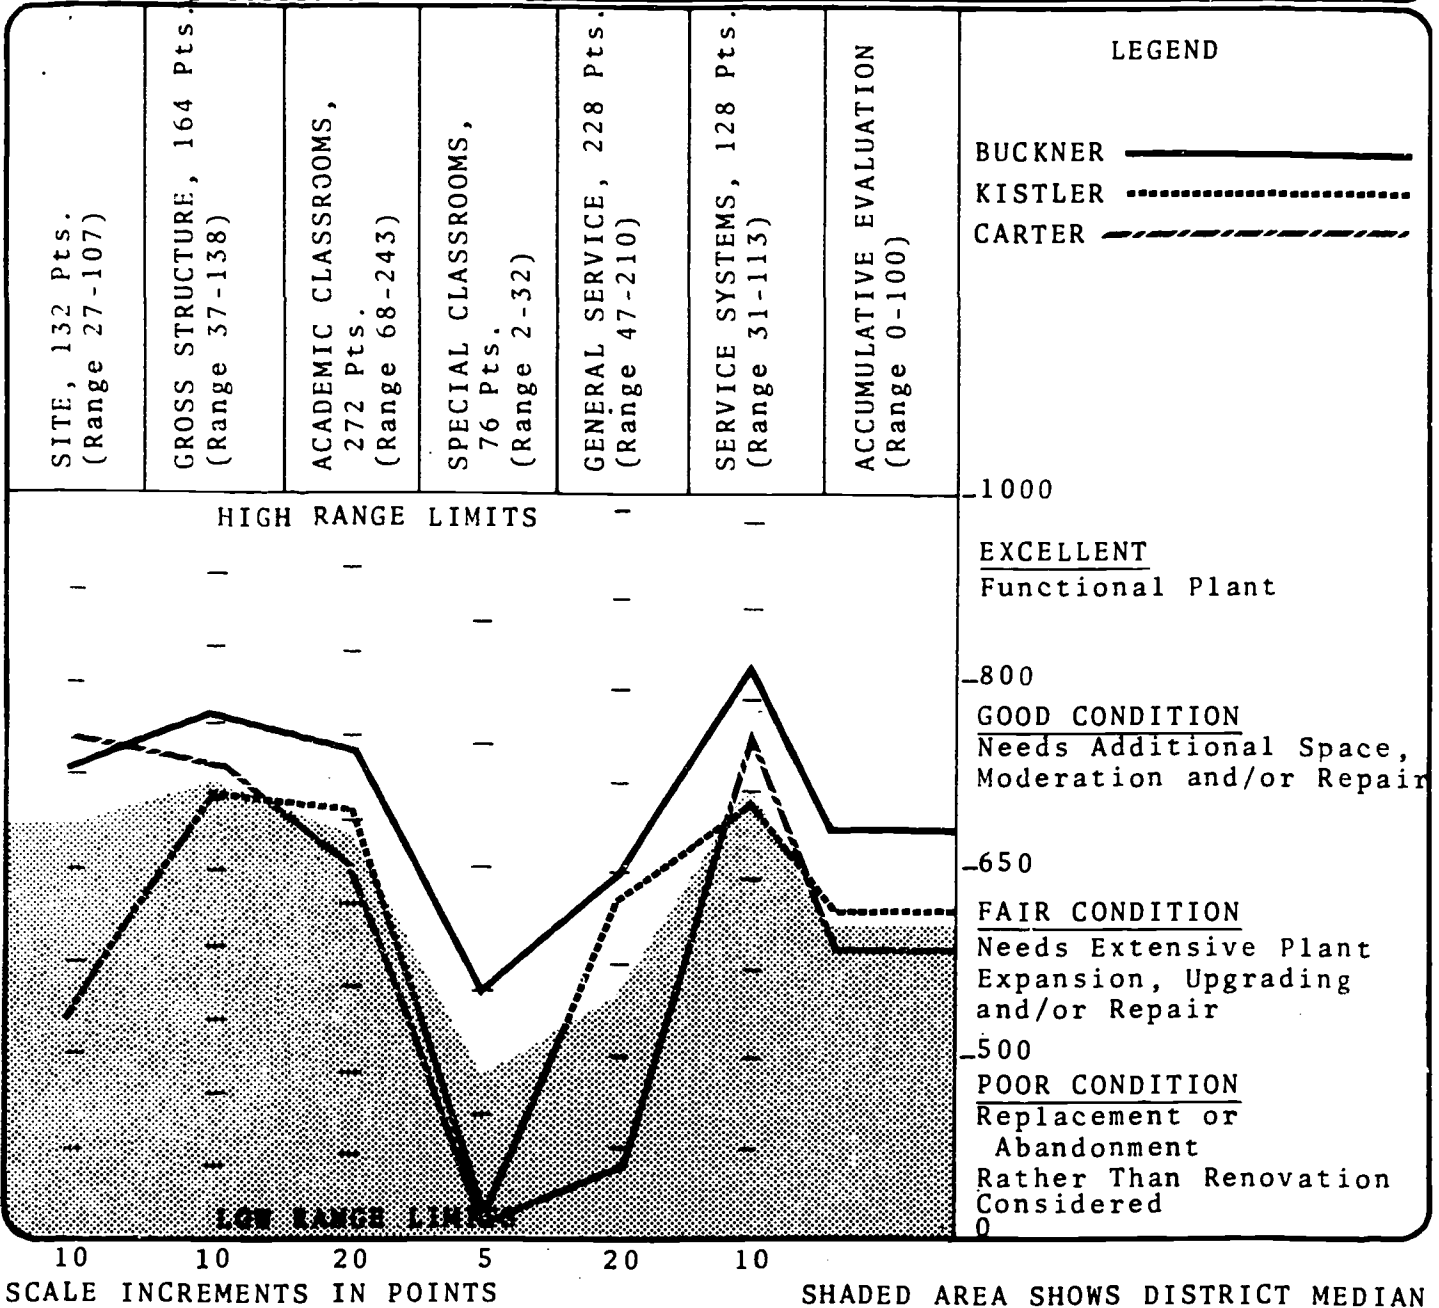 SITE, 132 Pts.
(Range 27-107)
GROSS STRUCTURE, 164 Pts.
(Range 37-138)
ACADEMIC CLASSROOMS,
272 Pts.
(Range 68-243)
SPECIAL CLASSROOMS,
76 Pts.
(Range 2-32)
GENERAL SERVICE, 228 Pts.
(Range 47-210)
SERVICE SYSTEMS, 128 Pts.
(Range 31-113)
ACCUMULATIVE EVALUATION
(Range 0-100)
LEGEND
BUCKNER
KISTLER
CARTER
HIGH RANGE LIMITS
1000
EXCELLENT
Functional Plant
800
GOOD CONDITION
Needs Additional Space,
Moderation and/or Repair
650
FAIR CONDITION
Needs Extensive Plant
Expansion, Upgrading
and/or Repair
500
POOR CONDITION
Replacement or
Abandonment
Rather Than Renovation
Considered
0
LOW RANGE LIMITS
10 10 20 5 20 10
SCALE INCREMENTS IN POINTS
SHADED AREA SHOWS DISTRICT MEDIAN